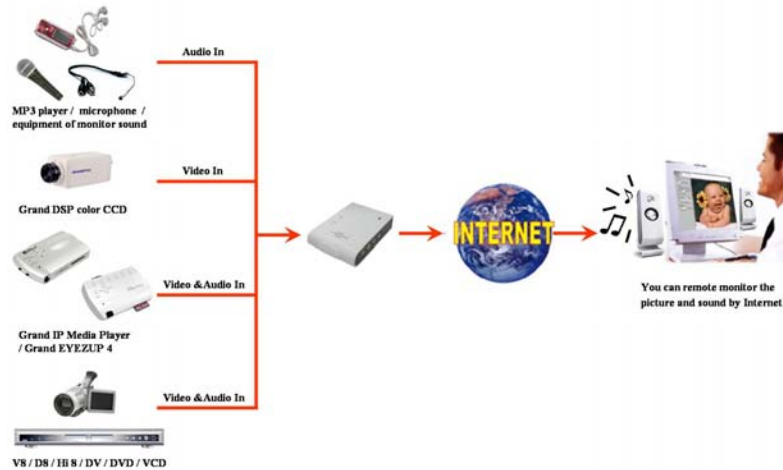 Audio In
MP3 player / microphone /
equipment of monitor sound
Video In
Grand DSP color CCD
Video &Audio In
Grand IP Media Player
/ Grand EYEZUP 4
Video &Audio In
V8 / D8 / Hi 8 / DV / DVD / VCD
INTERNET
You can remote monitor the
picture and sound by Internet